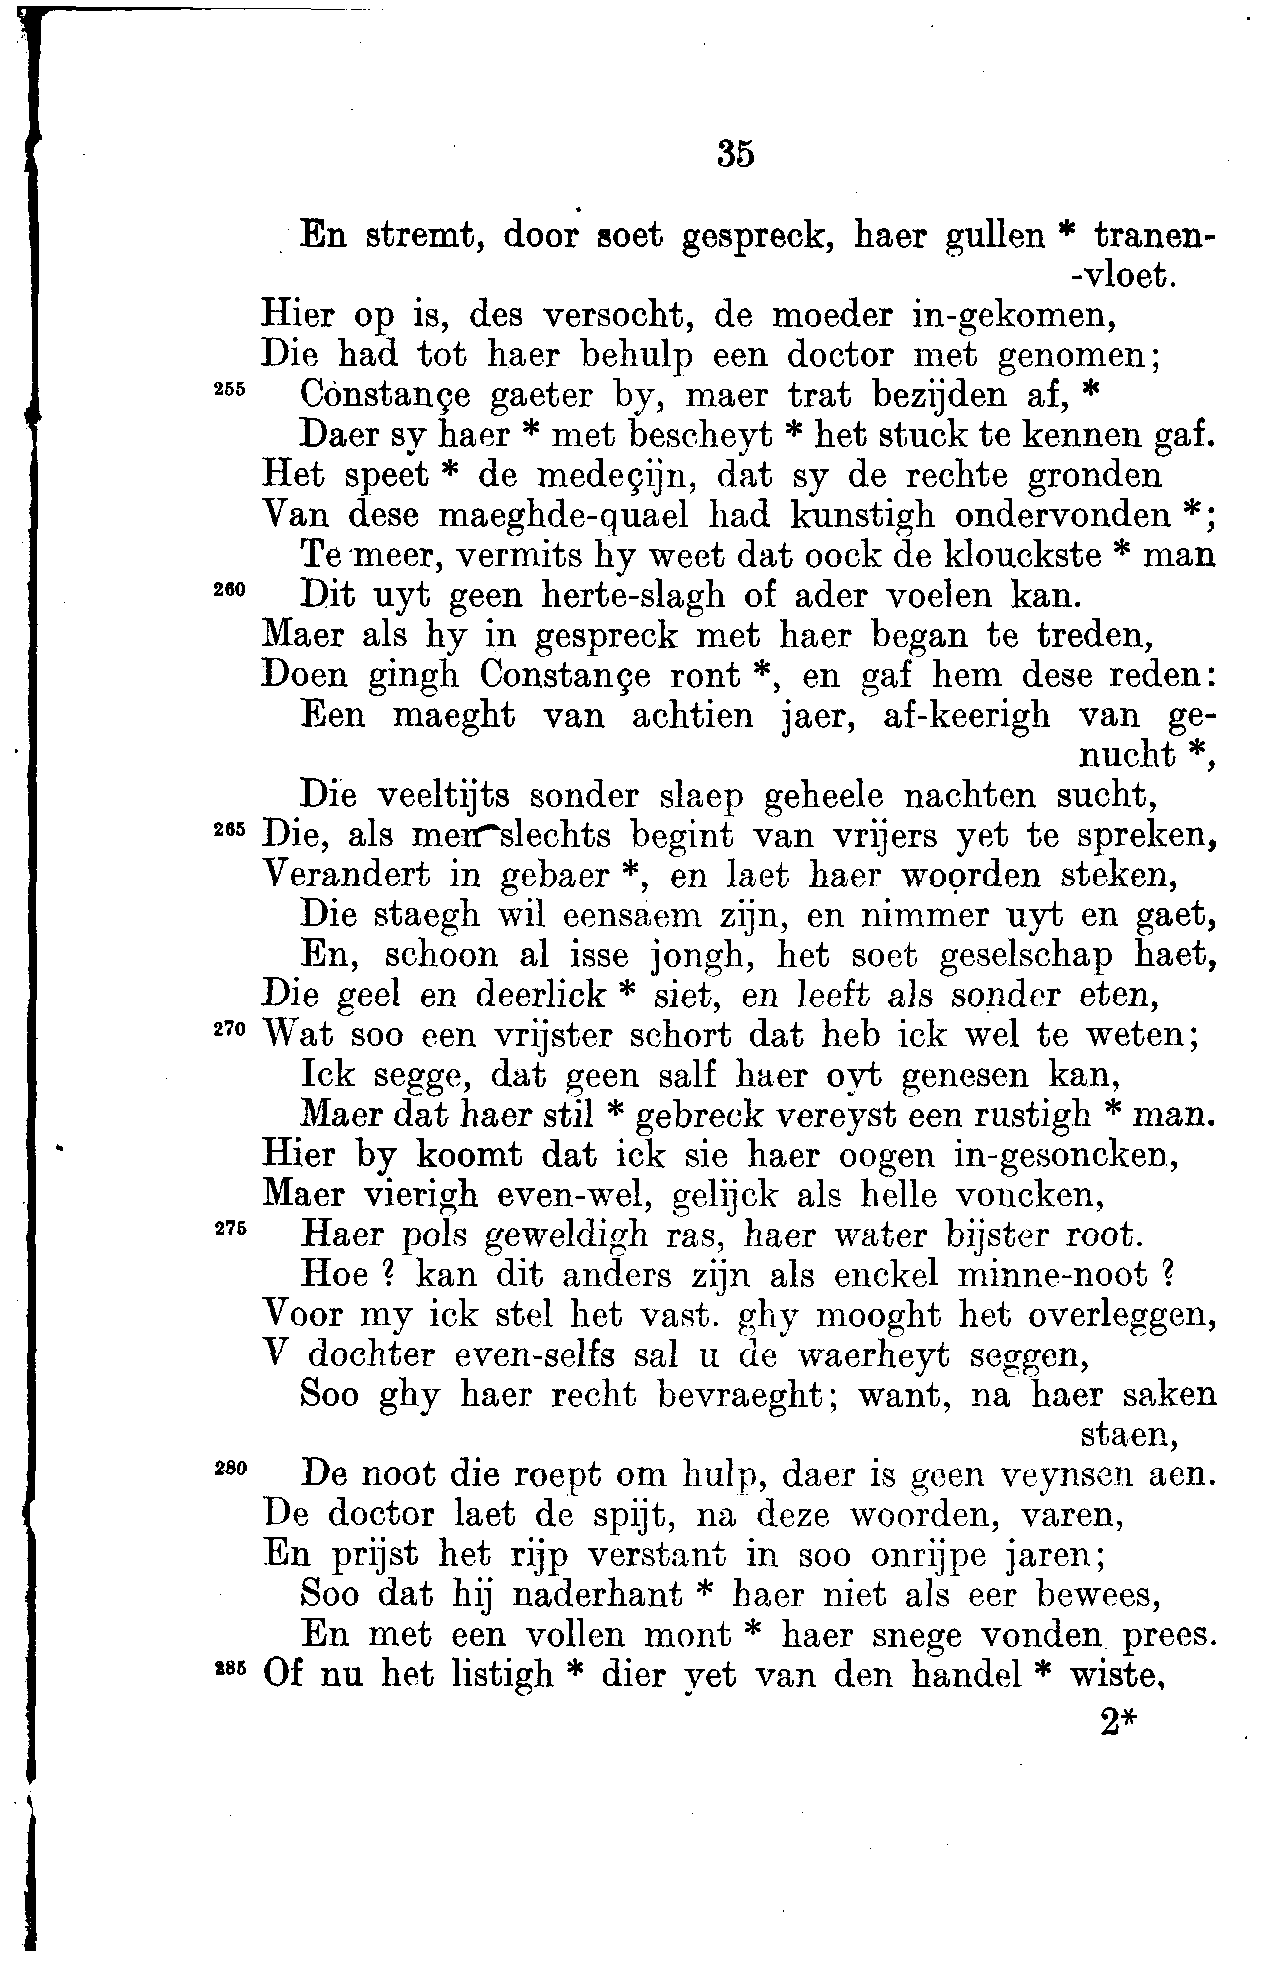 35
En stremt, door soet gespreck, haer gullen * tranen-
-vloet.
Hier op is, des versocht, de moeder in-gekomen,
Die had tot haer behulp een doctor met genomen;
255 Constançe gaeter by, maer trat bezijden af, *
Daer sy haer * met bescheyt * het stuck te kennen gaf.
Het speet * de medeçijn, dat sy de rechte gronden
Van dese maeghde-quael had kunstigh ondervonden *;
Te meer, vermits hy weet dat oock de klouckste * man
260 Dit uyt geen herte-slagh of ader voelen kan.
Maer als hy in gespreck met haer began te treden,
Doen gingh Constançe ront *, en gaf hem dese reden:
Een maeght van achtien jaer, af-keerigh van ge-
nucht *,
Die veeltijts sonder slaep geheele nachten sucht,
265 Die, als men slechts begint van vrijers yet te spreken,
Verandert in gebaer *, en laet haer woorden steken,
Die staegh wil eensaem zijn, en nimmer uyt en gaet,
En, schoon al isse jongh, het soet geselschap haet,
Die geel en deerlick * siet, en leeft als sonder eten,
270 Wat soo een vrijster schort dat heb ick wel te weten;
Ick segge, dat geen salf haer oyt genesen kan,
Maer dat haer stil * gebreck vereyst een rustigh * man.
Hier by koomt dat ick sie haer oogen in-gesoncken,
Maer vierigh even-wel, gelijck als helle voncken,
275 Haer pols geweldigh ras, haer water bijster root.
Hoe ? kan dit anders zijn als enckel minne-noot ?
Voor my ick stel het vast. ghy mooght het overleggen,
V dochter even-selfs sal u de waerheyt seggen,
Soo ghy haer recht bevraeght; want, na haer saken
staen,
280 De noot die roept om hulp, daer is geen veynsen aen.
De doctor laet de spijt, na deze woorden, varen,
En prijst het rijp verstant in soo onrijpe jaren;
Soo dat hij naderhant * haer niet als eer bewees,
En met een vollen mont * haer snege vonden prees.
285 Of nu het listigh * dier yet van den handel * wiste,
2*